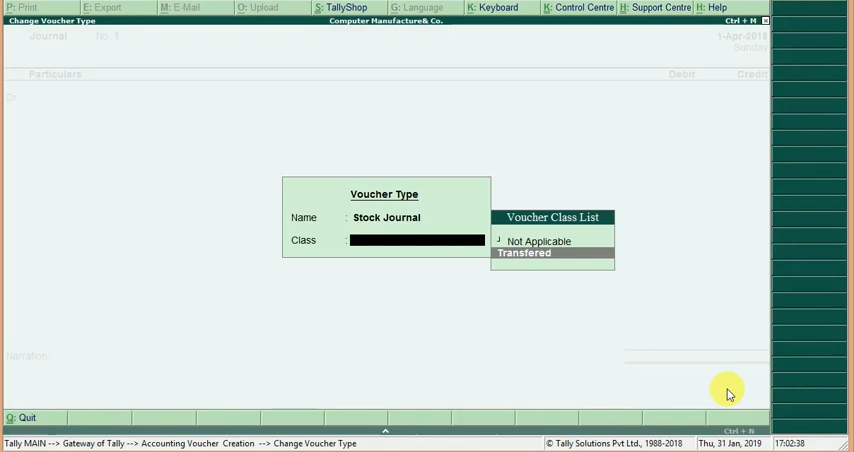 P: Print E: Export M: E-Mail O: Upload S: TallyShop G: Language K: Keyboard K: Control Centre H: Support Centre H: Help
Change Voucher Type Computer Manufacture& Co. Ctrl + M
Journal No. 1 1-Apr-2018
Sunday
Particulars Debit Credit
Dr
Voucher Type
Name : Stock Journal
Class :
Voucher Class List
Not Applicable
Transfered
Narration:
Q: Quit
Ctrl + N
Tally MAIN --> Gateway of Tally --> Accounting Voucher Creation --> Change Voucher Type © Tally Solutions Pvt Ltd., 1988-2018 Thu, 31 Jan, 2019 17:02:38